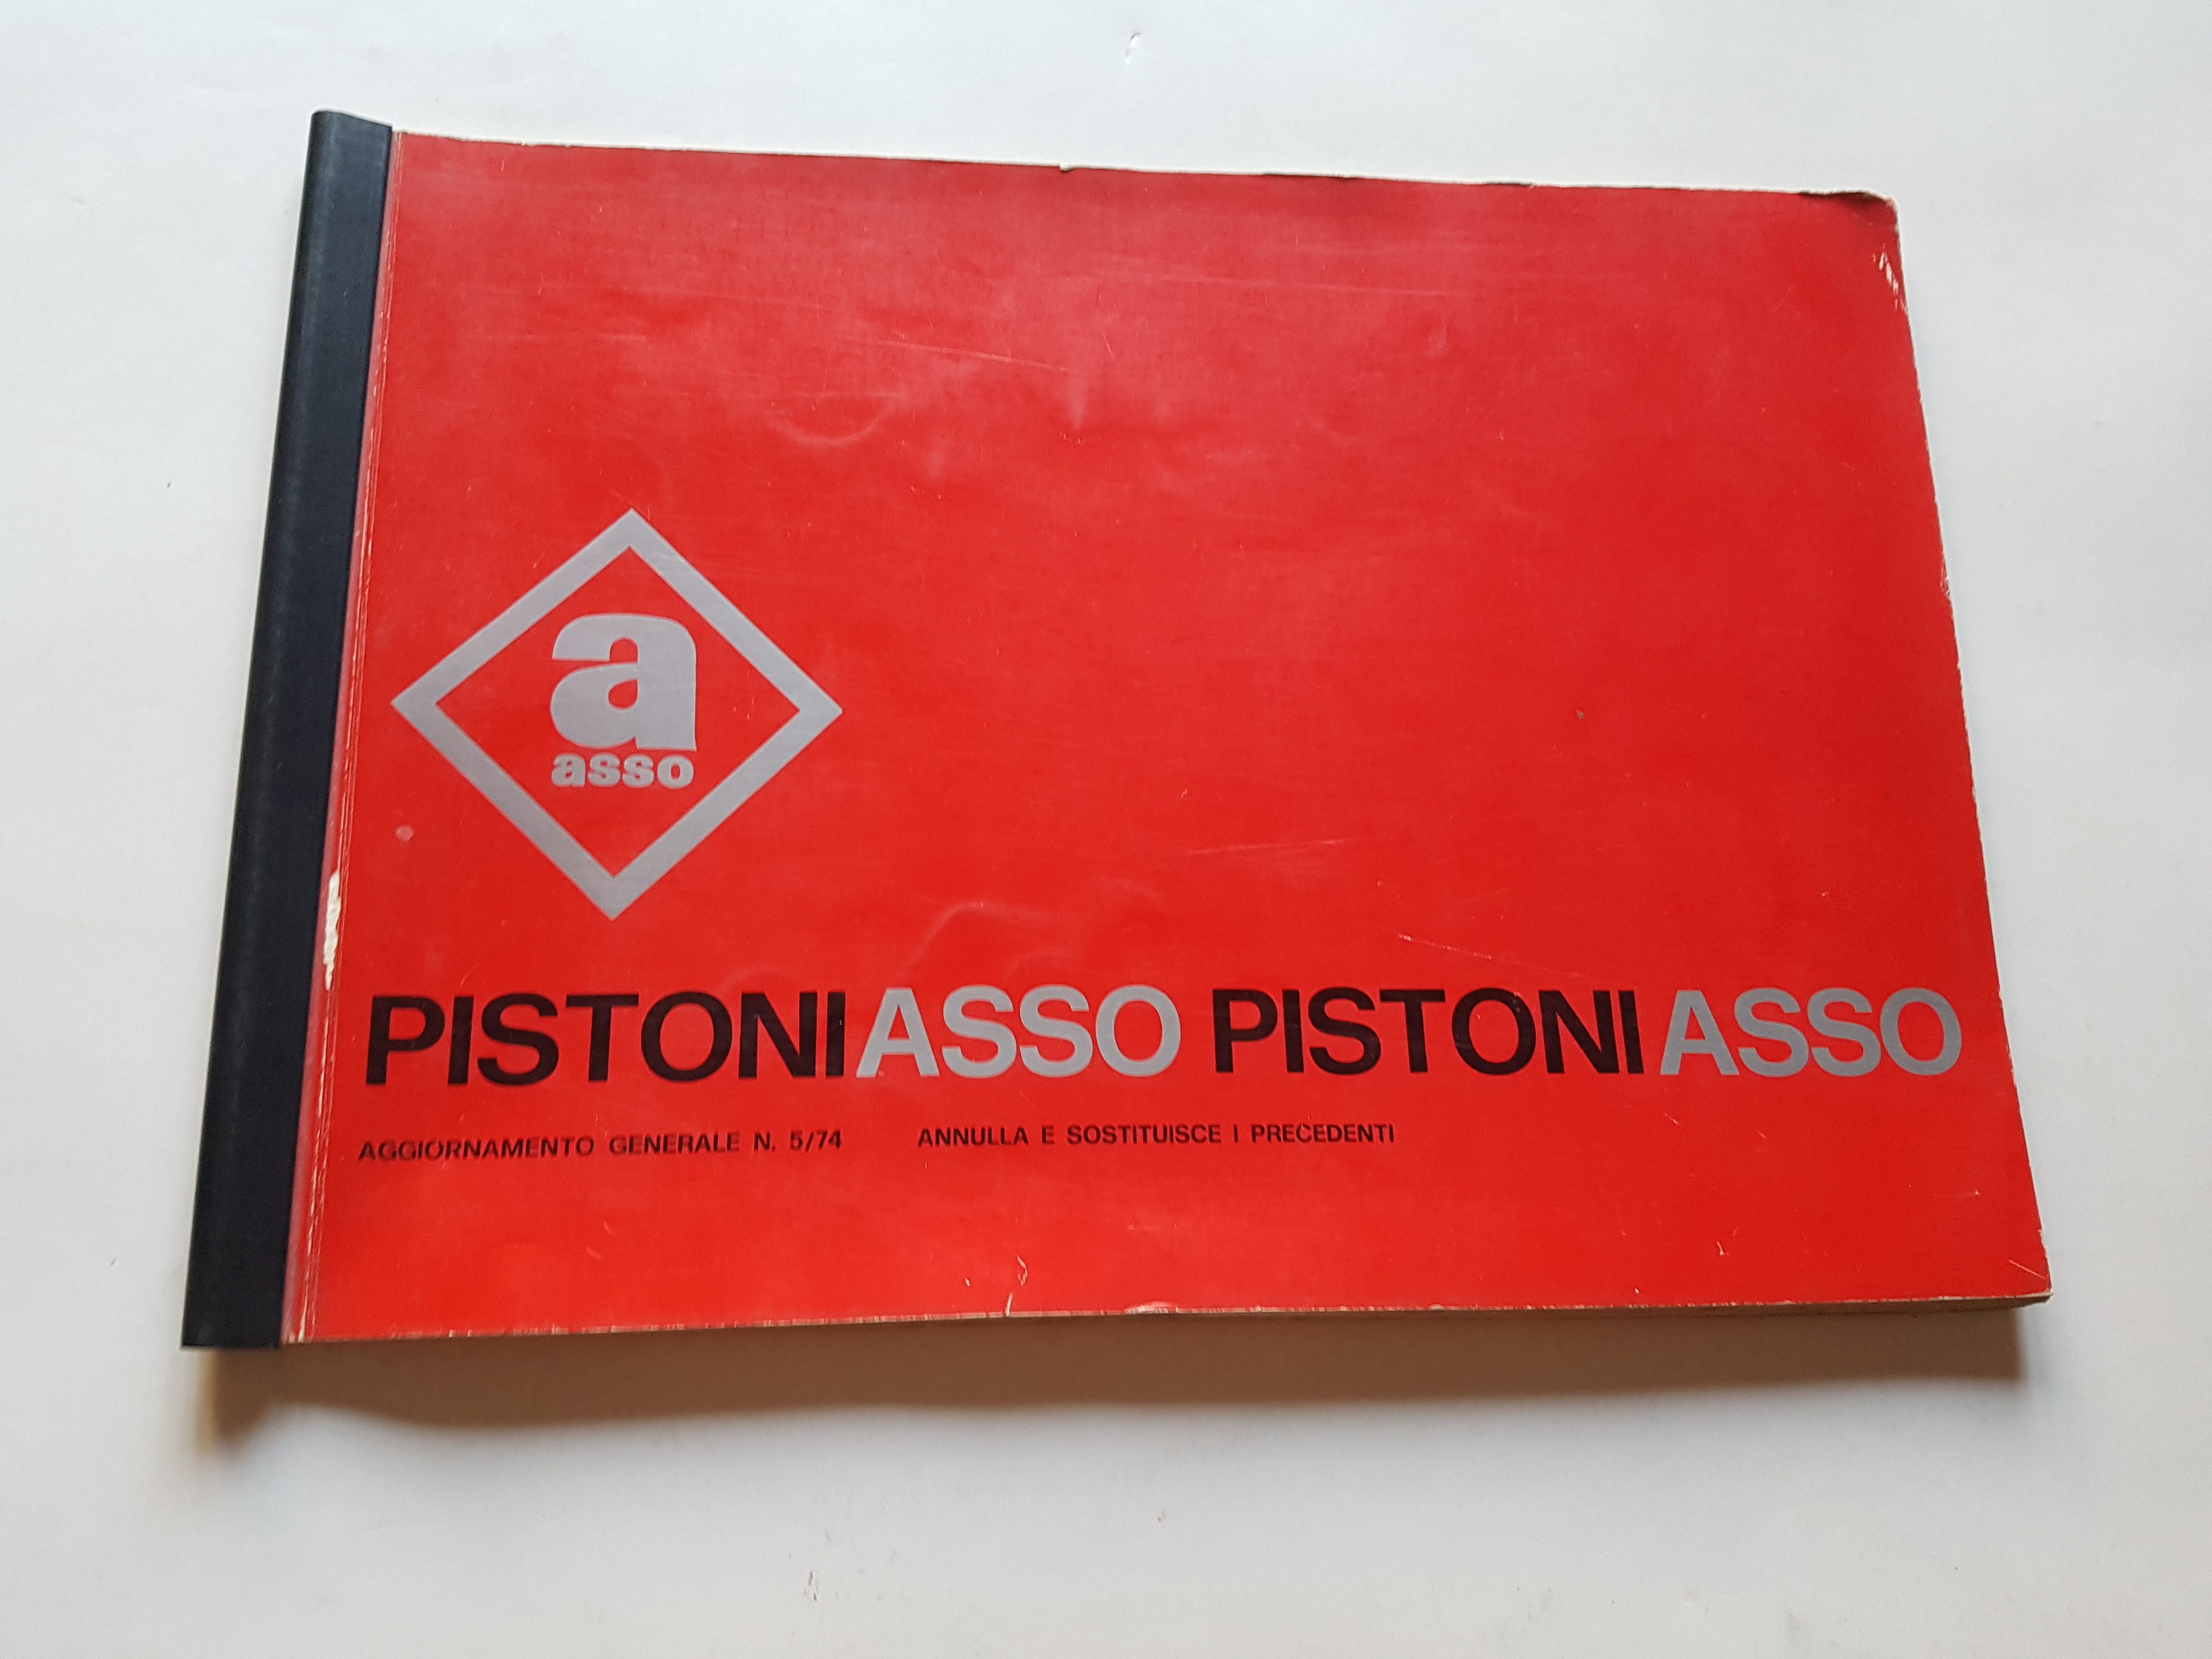 a
asso
PISTONIASSO PISTONIASSO
AGGIORNAMENTO GENERALE N. 5/74 ANNULLA E SOSTITUISCE I PRECEDENTI